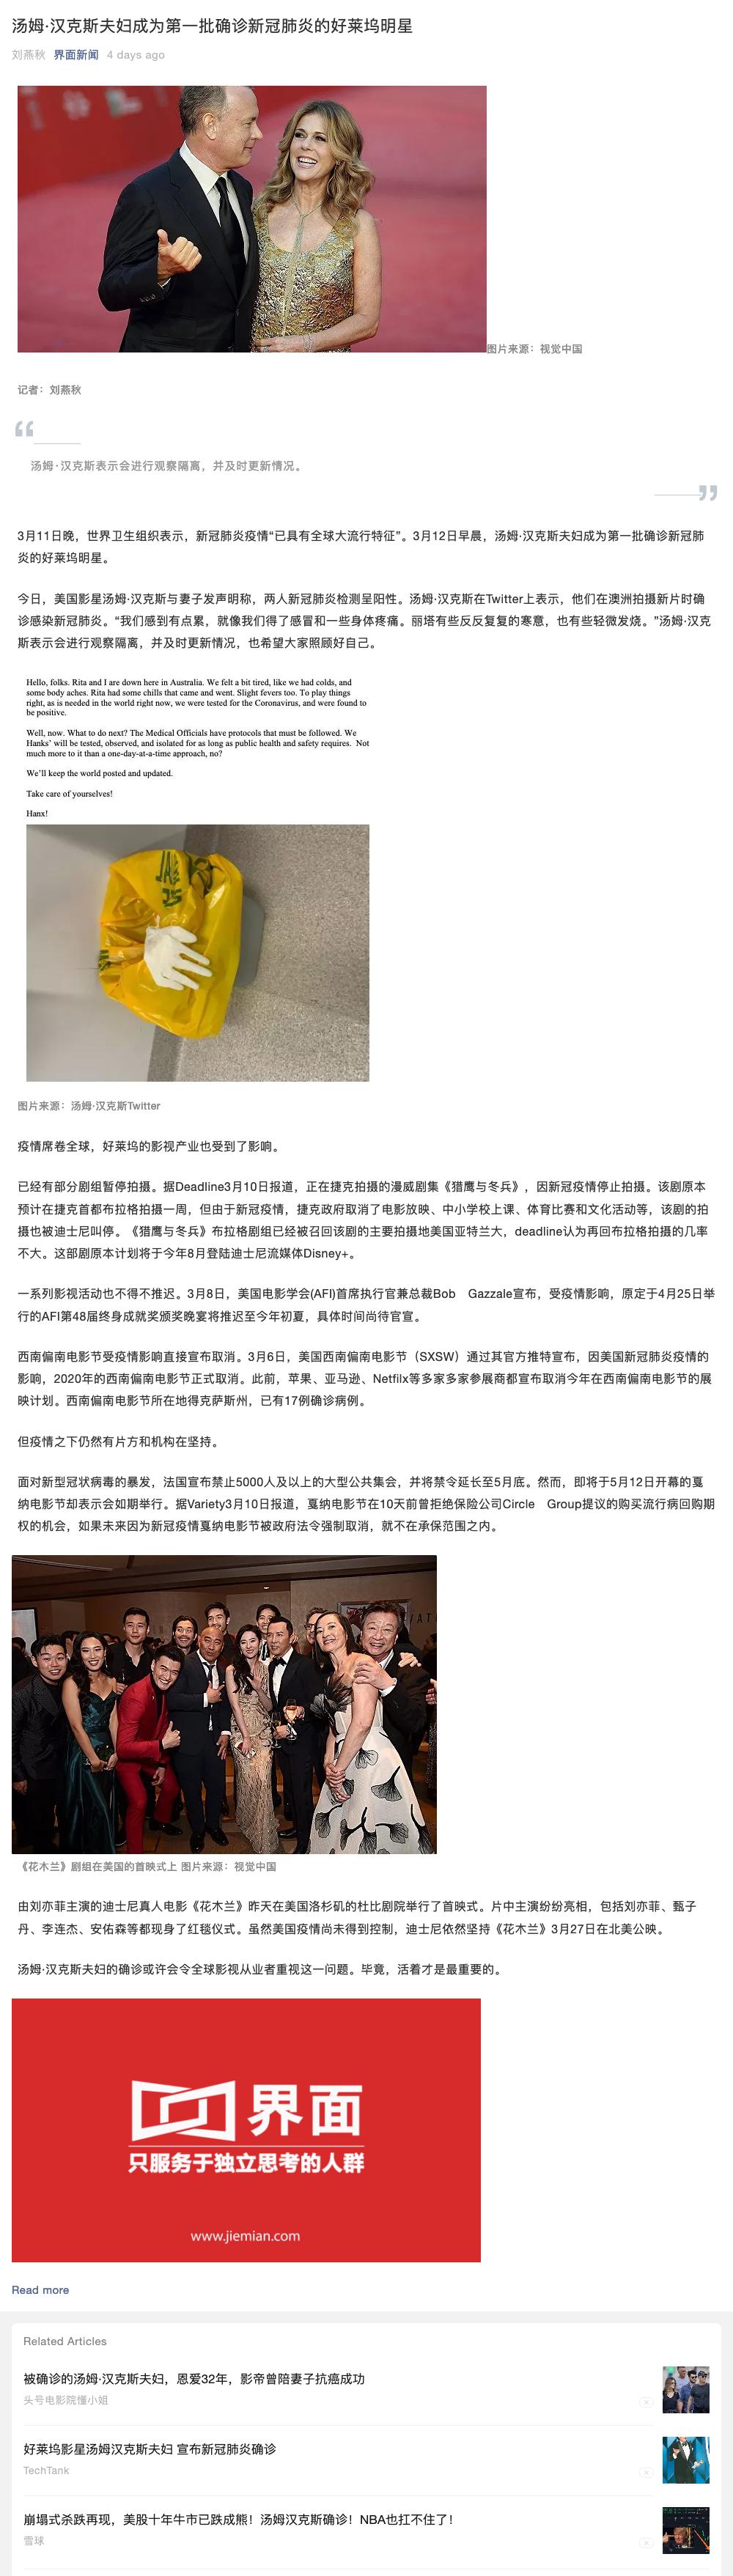 汤姆·汉克斯夫妇成为第一批确诊新冠肺炎的好莱坞明星
刘燕秋 界面新闻 4 days ago
图片来源：视觉中国
记者：刘燕秋
“
汤姆·汉克斯表示会进行观察隔离，并及时更新情况。
”
3月11日晚，世界卫生组织表示，新冠肺炎疫情“已具有全球大流行特征”。3月12日早晨，汤姆·汉克斯夫妇成为第一批确诊新冠肺
炎的好莱坞明星。
今日，美国影星汤姆·汉克斯与妻子发声明称，两人新冠肺炎检测呈阳性。汤姆·汉克斯在Twitter上表示，他们在澳洲拍摄新片时确
诊感染新冠肺炎。“我们感到有点累，就像我们得了感冒和一些身体疼痛。丽塔有些反反复复的寒意，也有些轻微发烧。”汤姆·汉克
斯表示会进行观察隔离，并及时更新情况，也希望大家照顾好自己。
Hello, folks. Rita and I are down here in Australia. We felt a bit tired, like we had colds, and
some body aches. Rita had some chills that came and went. Slight fevers too. To play things
right, as is needed in the world right now, we were tested for the Coronavirus, and were found to
be positive.
Well, now. What to do next? The Medical Officials have protocols that must be followed. We
Hanks’ will be tested, observed, and isolated for as long as public health and safety requires. Not
much more to it than a one-day-at-a-time approach, no?
We’ll keep the world posted and updated.
Take care of yourselves!
Hanx!
图片来源：汤姆·汉克斯Twitter
疫情席卷全球，好莱坞的影视产业也受到了影响。
已经有部分剧组暂停拍摄。据Deadline3月10日报道，正在捷克拍摄的漫威剧集《猎鹰与冬兵》，因新冠疫情停止拍摄。该剧原本
预计在捷克首都布拉格拍摄一周，但由于新冠疫情，捷克政府取消了电影放映、中小学校上课、体育比赛和文化活动等，该剧的拍
摄也被迪士尼叫停。《猎鹰与冬兵》布拉格剧组已经被召回该剧的主要拍摄地美国亚特兰大，deadline认为再回布拉格拍摄的几率
不大。这部剧原本计划将于今年8月登陆迪士尼流媒体Disney+。
一系列影视活动也不得不推迟。3月8日，美国电影学会(AFI)首席执行官兼总裁Bob Gazzale宣布，受疫情影响，原定于4月25日举
行的AFI第48届终身成就奖颁奖晚宴将推迟至今年初夏，具体时间尚待官宣。
西南偏南电影节受疫情影响直接宣布取消。3月6日，美国西南偏南电影节（SXSW）通过其官方推特宣布，因美国新冠肺炎疫情的
影响，2020年的西南偏南电影节正式取消。此前，苹果、亚马逊、Netfilx等多家多家参展商都宣布取消今年在西南偏南电影节的展
映计划。西南偏南电影节所在地得克萨斯州，已有17例确诊病例。
但疫情之下仍然有片方和机构在坚持。
面对新型冠状病毒的暴发，法国宣布禁止5000人及以上的大型公共集会，并将禁令延长至5月底。然而，即将于5月12日开幕的戛
纳电影节却表示会如期举行。据Variety3月10日报道，戛纳电影节在10天前曾拒绝保险公司Circle Group提议的购买流行病回购期
权的机会，如果未来因为新冠疫情戛纳电影节被政府法令强制取消，就不在承保范围之内。
《花木兰》剧组在美国的首映式上 图片来源：视觉中国
由刘亦菲主演的迪士尼真人电影《花木兰》昨天在美国洛杉矶的杜比剧院举行了首映式。片中主演纷纷亮相，包括刘亦菲、甄子
丹、李连杰、安佑森等都现身了红毯仪式。虽然美国疫情尚未得到控制，迪士尼依然坚持《花木兰》3月27日在北美公映。
汤姆·汉克斯夫妇的确诊或许会令全球影视从业者重视这一问题。毕竟，活着才是最重要的。
界面
只服务于独立思考的人群
www.jiemian.com
Read more
Related Articles
被确诊的汤姆·汉克斯夫妇，恩爱32年，影帝曾陪妻子抗癌成功
头号电影院懂小姐
好莱坞影星汤姆汉克斯夫妇 宣布新冠肺炎确诊
TechTank
崩塌式杀跌再现，美股十年牛市已跌成熊！汤姆汉克斯确诊！NBA也扛不住了！
雪球